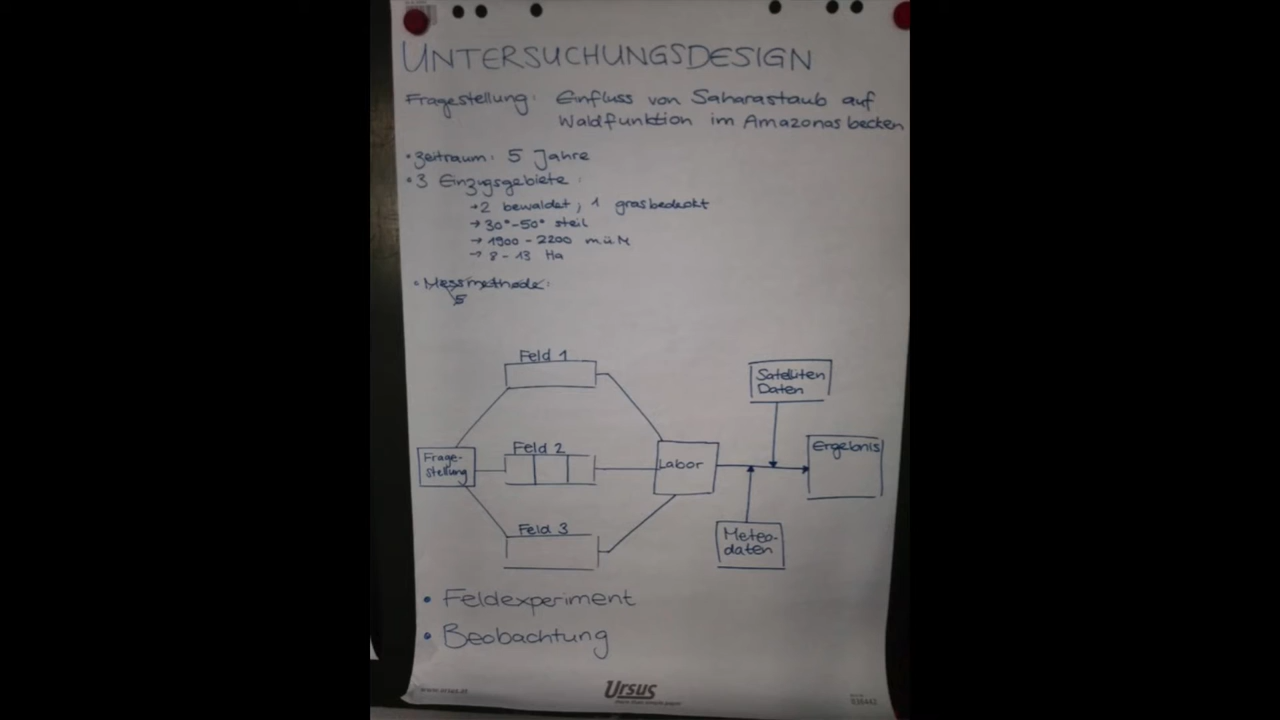 UNTERSUCHUNGSDESIGN
Fragestellung: Einfluss von Saharastaub auf
Waldfunktion im Amazonasbecken
• Zeitraum: 5 Jahre
• 3 Einzugsgebiete:
→ 2 bewaldet, 1 grasbedeckt
→ 30°-50° steil
→ 1900 - 2200 m ü M
→ 8 - 13 Ha
• Messmethode:
5
Feld 1
Satelliten
Daten
Feld 2
Frage-
stellung
Labor
Ergebnis
Feld 3
Meteo-
daten
• Feldexperiment
• Beobachtung
Ursus